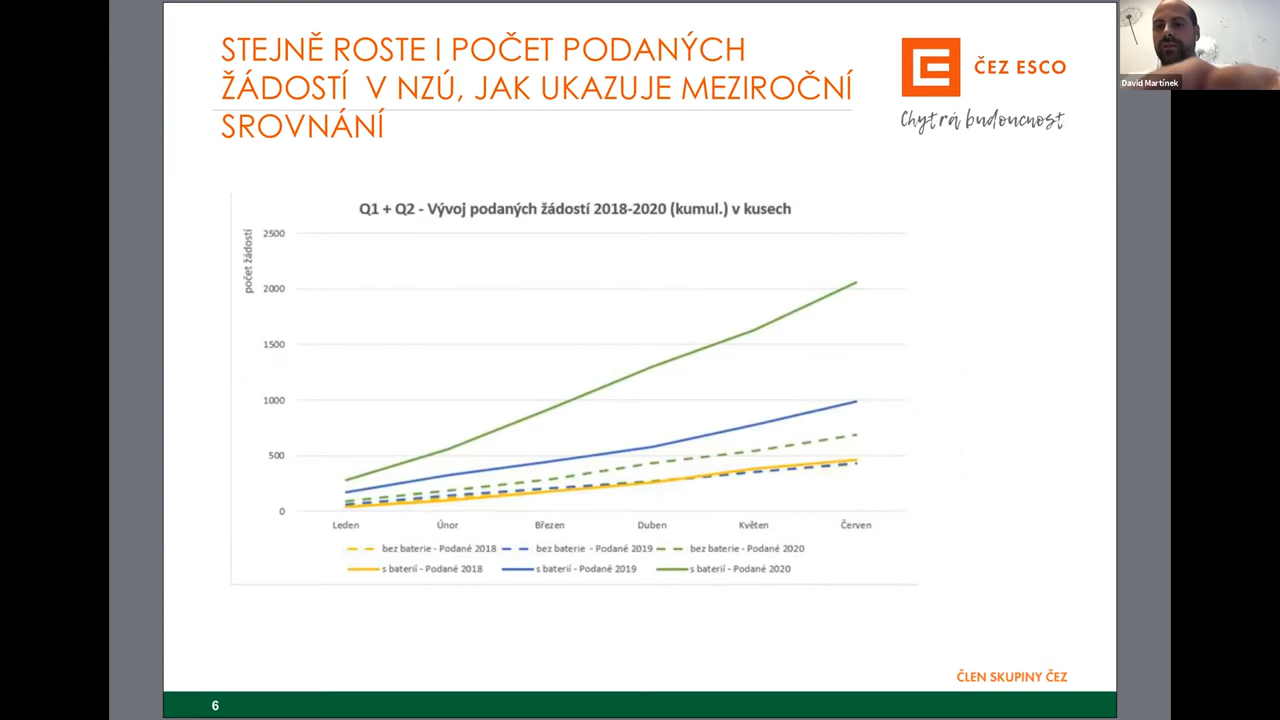 STEJNĚ ROSTE I POČET PODANÝCH
ŽÁDOSTÍ V NZÚ, JAK UKAZUJE MEZIROČNÍ
SROVNÁNÍ
ČEZ ESCO
Chytrá budoucnost
David Martínek
Q1 + Q2 - Vývoj podaných žádostí 2018-2020 (kumul.) v kusech
počet žádostí
2500
2000
1500
1000
500
0
Leden Únor Březen Duben Květen Červen
bez baterie - Podané 2018 bez baterie - Podané 2019 bez baterie - Podané 2020
s baterií - Podané 2018 s baterií - Podané 2019 s baterií - Podané 2020
ČLEN SKUPINY ČEZ
6